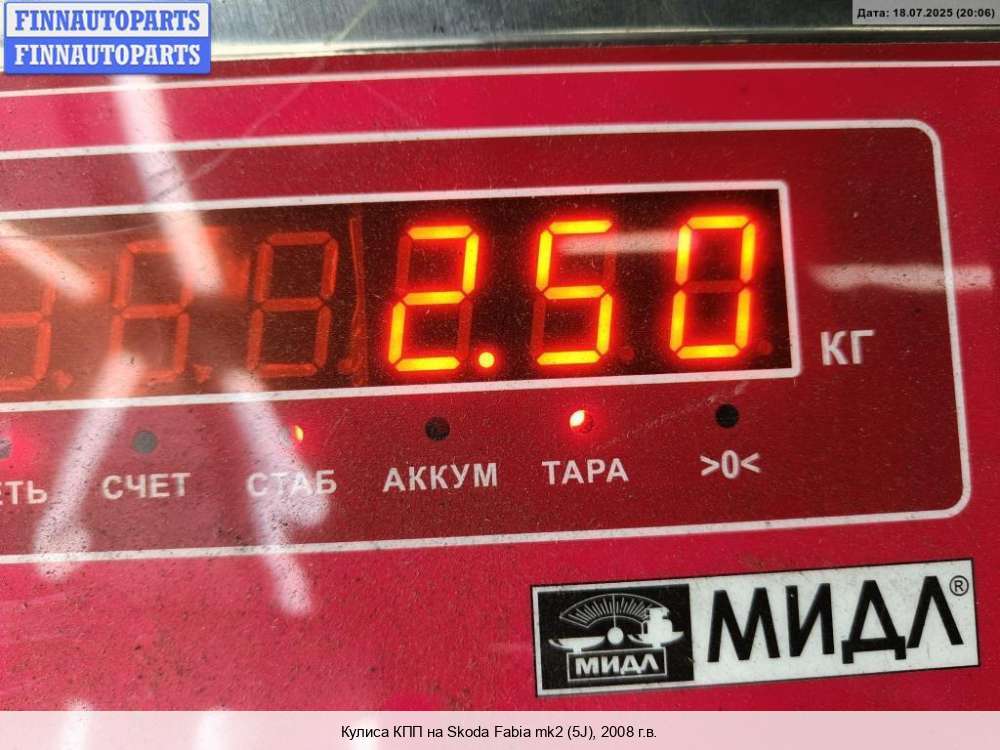 FINNAUTOPARTS
FINNAUTOPARTS
Дата: 18.07.2025 (20:06)
2.50
КГ
ЕТЬ СЧЕТ СТАБ АККУМ ТАРА >0<
МИДЛ
МИДЛ®
Кулиса КПП на Skoda Fabia mk2 (5J), 2008 г.в.